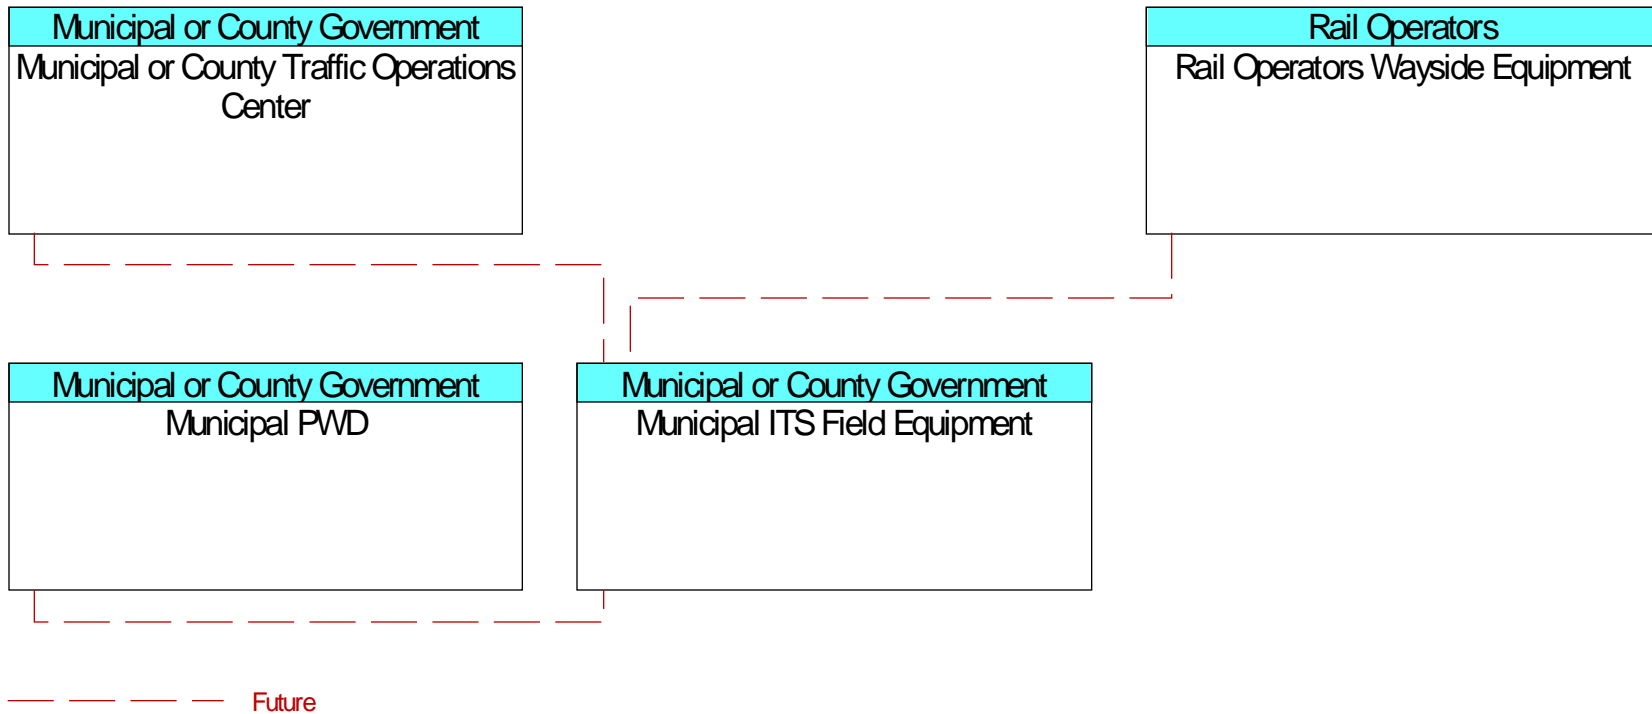 Municipal or County Government
Municipal or County Traffic Operations
Center
Rail Operators
Rail Operators Wayside Equipment
Municipal or County Government
Municipal PWD
Municipal or County Government
Municipal ITS Field Equipment
Future